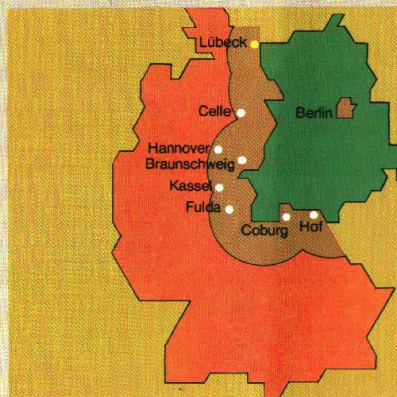 Lübeck
Celle
Berlin
Hannover
Braunschweig
Kassel
Fulda
Coburg
Hof